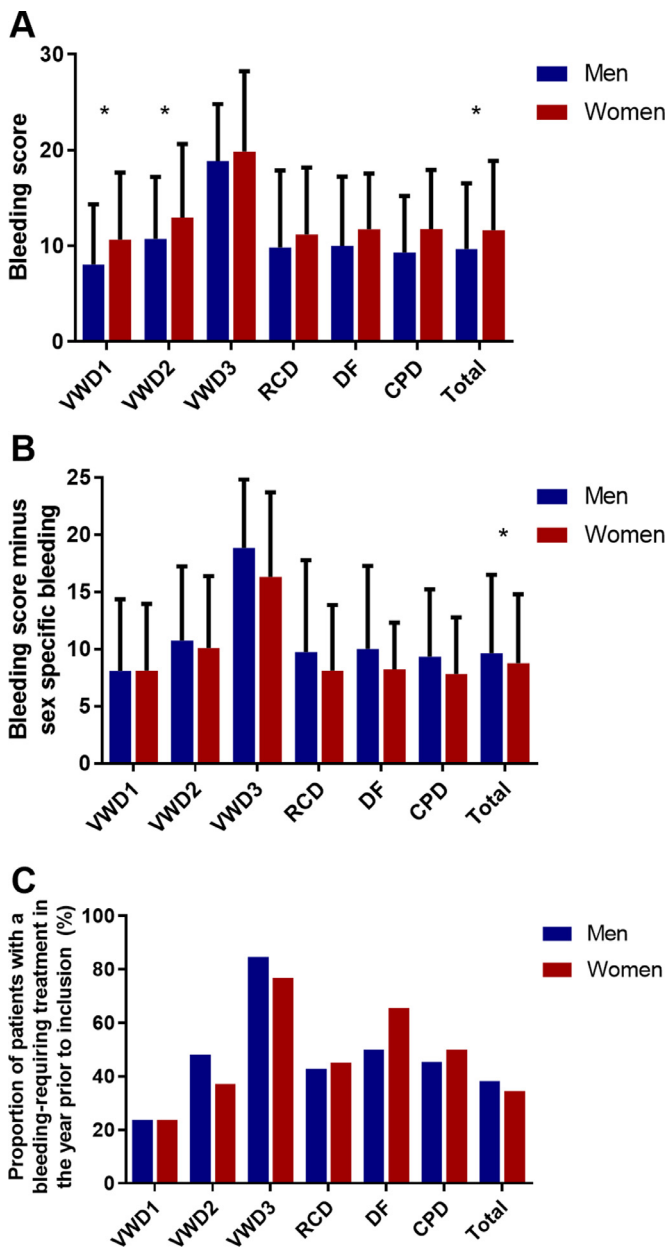 A
Bleeding score
30
20
10
0
* * *
Men
Women
VWD1 VWD2 VWD3 RCD DF CPD Total
B
Bleeding score minus
sex specific bleeding
25
20
15
10
5
0
*
Men
Women
VWD1 VWD2 VWD3 RCD DF CPD Total
C
Proportion of patients with a
bleeding-requiring treatment in
the year prior to inclusion (%)
100
80
60
40
20
0
Men
Women
VWD1 VWD2 VWD3 RCD DF CPD Total